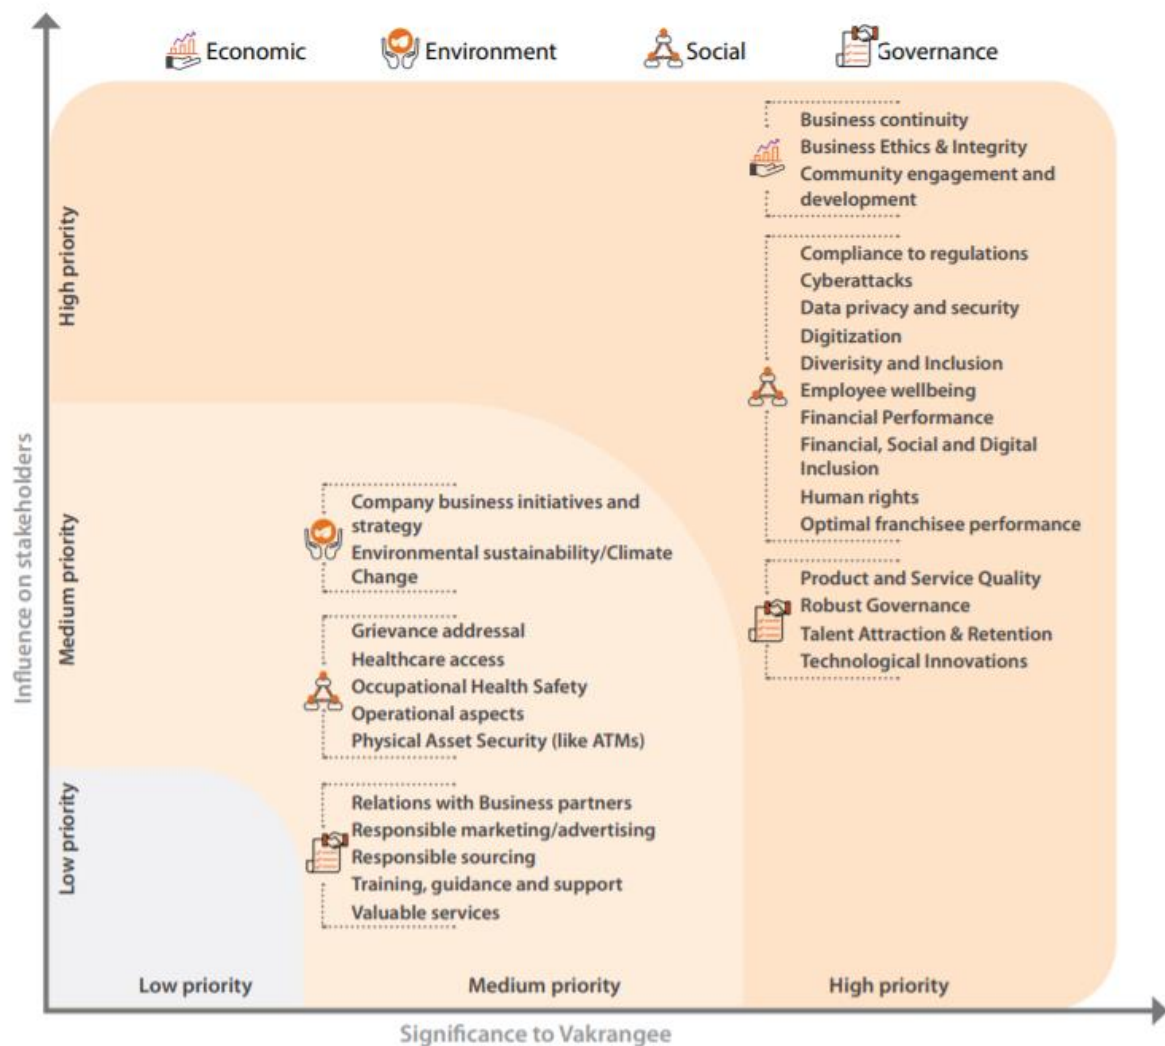 Economic
Environment
Social
Governance
High priority
Medium priority
Low priority
Influence on stakeholders
Business continuity
Business Ethics & Integrity
Community engagement and
development
Compliance to regulations
Cyberattacks
Data privacy and security
Digitization
Diverisity and Inclusion
Employee wellbeing
Financial Performance
Financial, Social and Digital
Inclusion
Human rights
Optimal franchisee performance
Product and Service Quality
Robust Governance
Talent Attraction & Retention
Technological Innovations
Company business initiatives and
strategy
Environmental sustainability/Climate
Change
Grievance addressal
Healthcare access
Occupational Health Safety
Operational aspects
Physical Asset Security (like ATMs)
Relations with Business partners
Responsible marketing/advertising
Responsible sourcing
Training, guidance and support
Valuable services
Low priority
Medium priority
High priority
Significance to Vakrangee